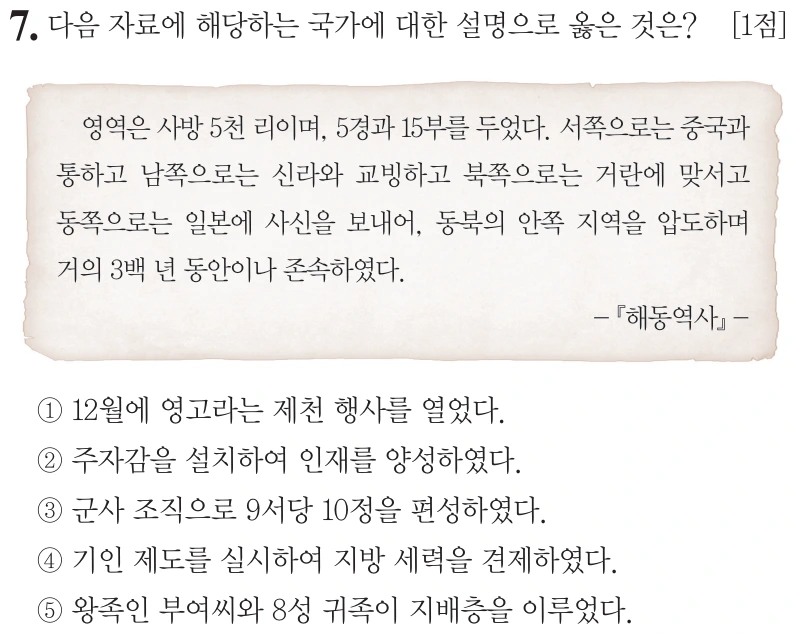 7. 다음 자료에 해당하는 국가에 대한 설명으로 옳은 것은? [1점]
영역은 사방 5천 리이며, 5경과 15부를 두었다. 서쪽으로는 중국과
통하고 남쪽으로는 신라와 교빙하고 북쪽으로는 거란에 맞서고
동쪽으로는 일본에 사신을 보내어, 동북의 안쪽 지역을 압도하며
거의 3백 년 동안이나 존속하였다.
- 『해동역사』 -
① 12월에 영고라는 제천 행사를 열었다.
② 주자감을 설치하여 인재를 양성하였다.
③ 군사 조직으로 9서당 10정을 편성하였다.
④ 기인 제도를 실시하여 지방 세력을 견제하였다.
⑤ 왕족인 부여씨와 8성 귀족이 지배층을 이루었다.